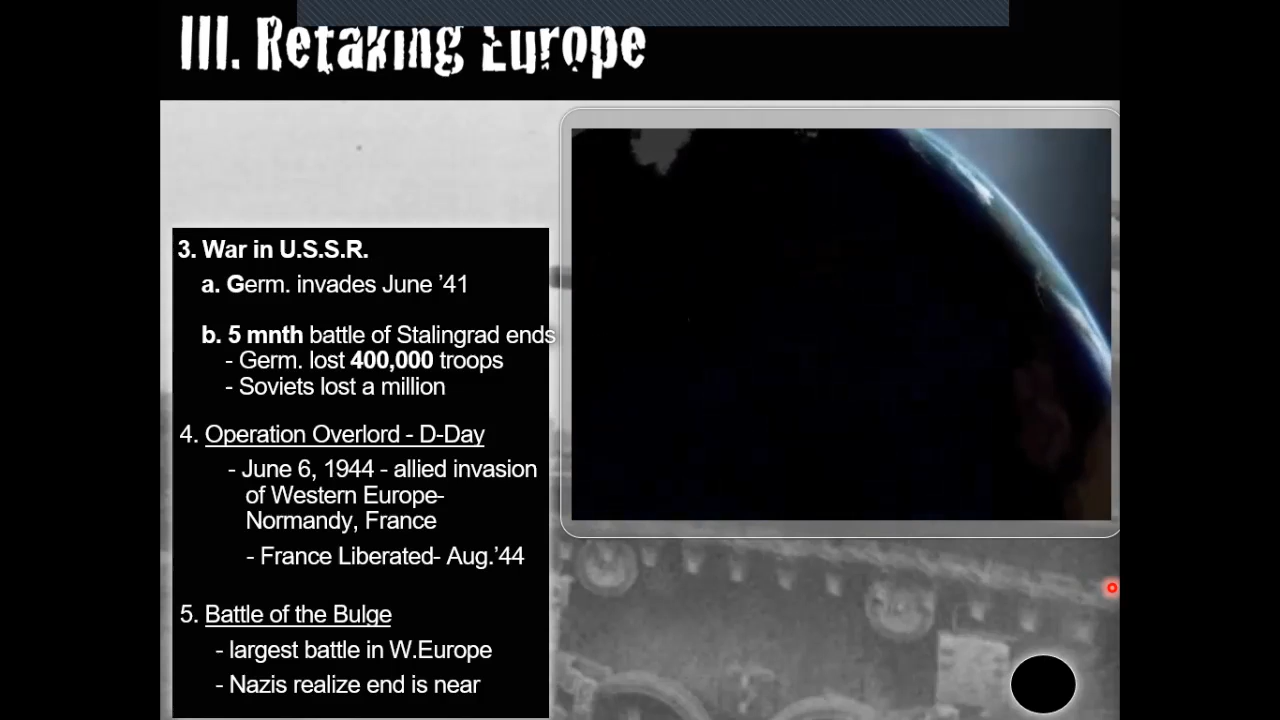 III. Retaking Europe
3. War in U.S.S.R.
a. Germ. invades June ’41
b. 5 mnth battle of Stalingrad ends
- Germ. lost 400,000 troops
- Soviets lost a million
4. Operation Overlord - D-Day
- June 6, 1944 - allied invasion
of Western Europe-
Normandy, France
- France Liberated- Aug.’44
5. Battle of the Bulge
- largest battle in W.Europe
- Nazis realize end is near